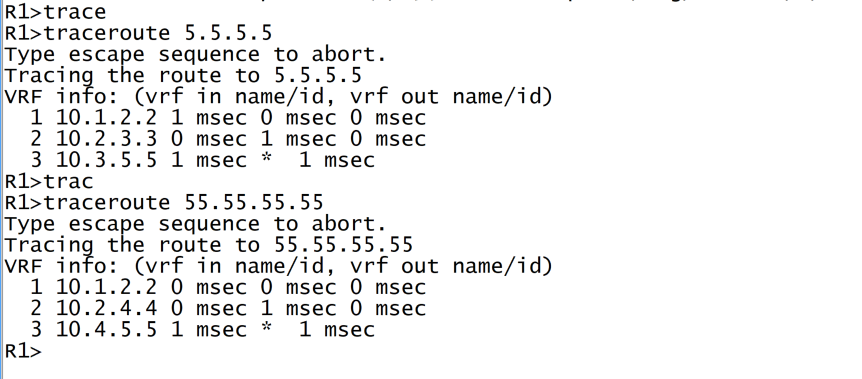 R1>trace
R1>traceroute 5.5.5.5
Type escape sequence to abort.
Tracing the route to 5.5.5.5
VRF info: (vrf in name/id, vrf out name/id)
  1 10.1.2.2 1 msec 0 msec 0 msec
  2 10.2.3.3 0 msec 1 msec 0 msec
  3 10.3.5.5 1 msec *  1 msec
R1>trac
R1>traceroute 55.55.55.55
Type escape sequence to abort.
Tracing the route to 55.55.55.55
VRF info: (vrf in name/id, vrf out name/id)
  1 10.1.2.2 0 msec 0 msec 0 msec
  2 10.2.4.4 0 msec 1 msec 0 msec
  3 10.4.5.5 1 msec *  1 msec
R1>